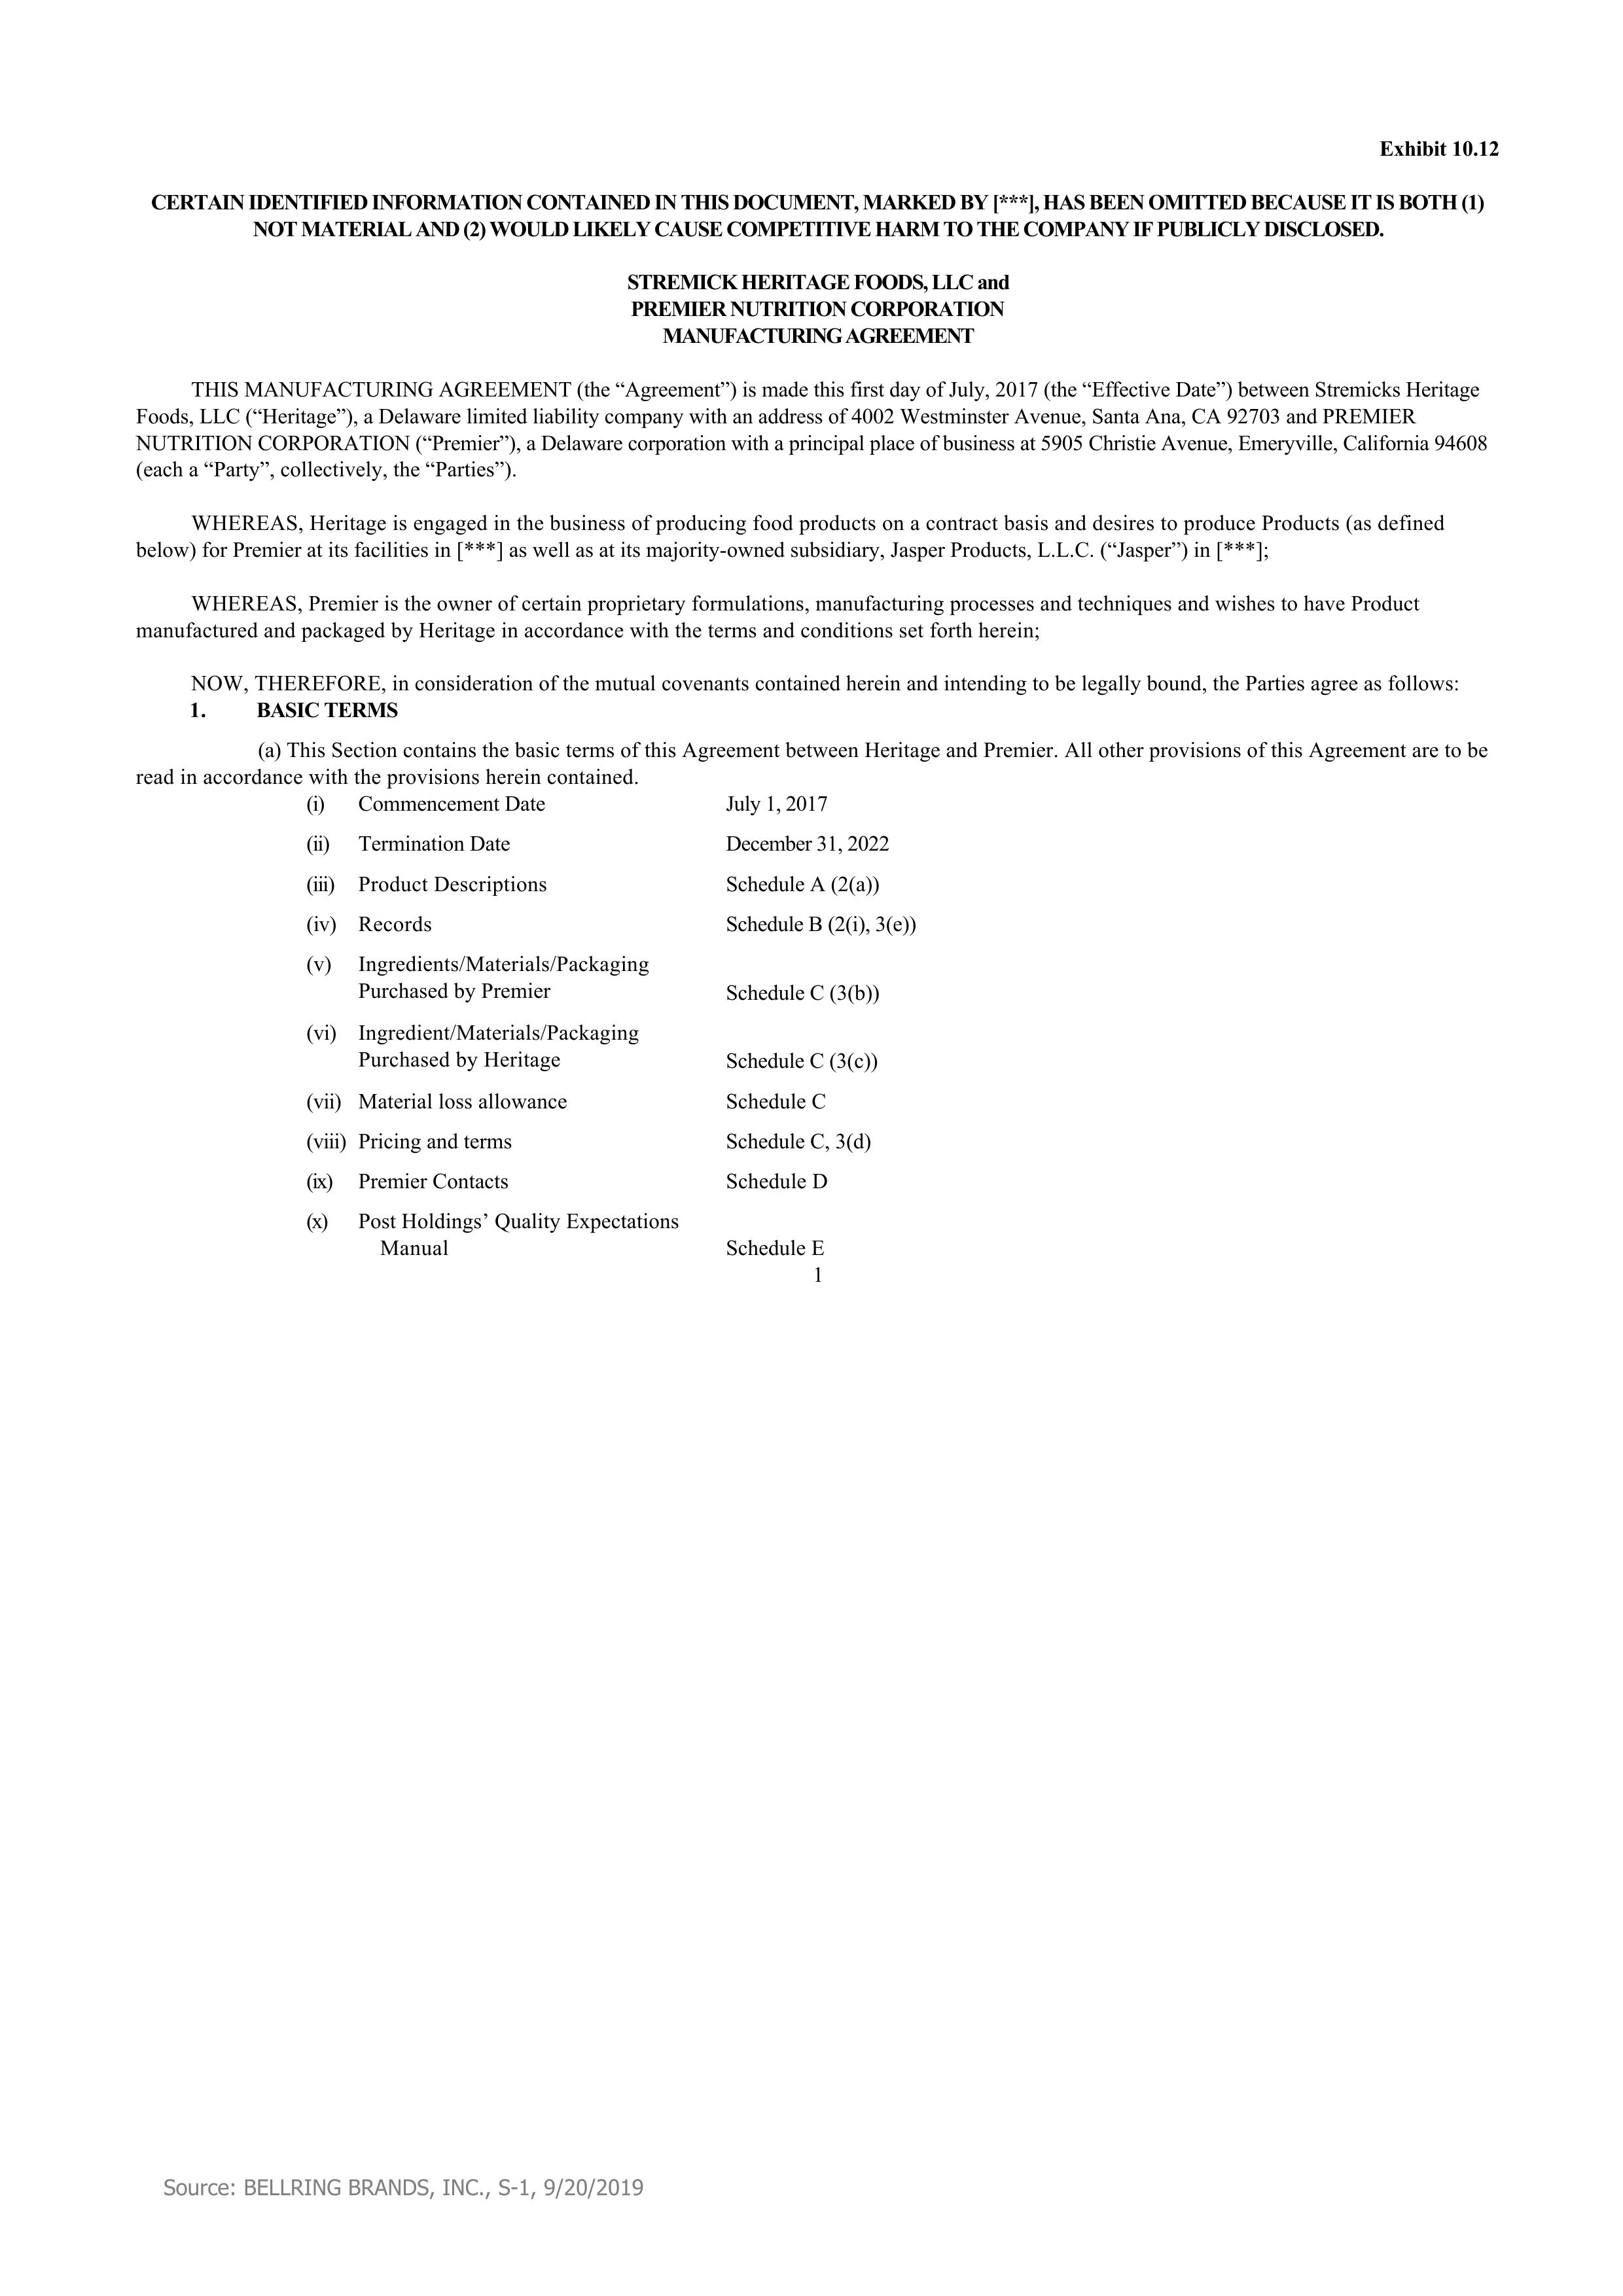 Exhibit 10.12
CERTAIN IDENTIFIED INFORMATION CONTAINED IN THIS DOCUMENT, MARKED BY [***], HAS BEEN OMITTED BECAUSE IT IS BOTH (1)
NOT MATERIAL AND (2) WOULD LIKELY CAUSE COMPETITIVE HARM TO THE COMPANY IF PUBLICLY DISCLOSED.
STREMICK HERITAGE FOODS, LLC and
PREMIER NUTRITION CORPORATION
MANUFACTURING AGREEMENT
THIS MANUFACTURING AGREEMENT (the “Agreement”) is made this first day of July, 2017 (the “Effective Date”) between Stremicks Heritage
Foods, LLC (“Heritage”), a Delaware limited liability company with an address of 4002 Westminster Avenue, Santa Ana, CA 92703 and PREMIER
NUTRITION CORPORATION (“Premier”), a Delaware corporation with a principal place of business at 5905 Christie Avenue, Emeryville, California 94608
(each a “Party”, collectively, the “Parties”).
WHEREAS, Heritage is engaged in the business of producing food products on a contract basis and desires to produce Products (as defined
below) for Premier at its facilities in [***] as well as at its majority-owned subsidiary, Jasper Products, L.L.C. (“Jasper”) in [***];
WHEREAS, Premier is the owner of certain proprietary formulations, manufacturing processes and techniques and wishes to have Product
manufactured and packaged by Heritage in accordance with the terms and conditions set forth herein;
NOW, THEREFORE, in consideration of the mutual covenants contained herein and intending to be legally bound, the Parties agree as follows:
1. BASIC TERMS
(a) This Section contains the basic terms of this Agreement between Heritage and Premier. All other provisions of this Agreement are to be
read in accordance with the provisions herein contained.
(i) Commencement Date July 1, 2017
(ii) Termination Date December 31, 2022
(iii) Product Descriptions Schedule A (2(a))
(iv) Records Schedule B (2(i), 3(e))
(v) Ingredients/Materials/Packaging
Purchased by Premier Schedule C (3(b))
(vi) Ingredient/Materials/Packaging
Purchased by Heritage Schedule C (3(c))
(vii) Material loss allowance Schedule C
(viii) Pricing and terms Schedule C, 3(d)
(ix) Premier Contacts Schedule D
(x) Post Holdings’ Quality Expectations
Manual Schedule E
1
Source: BELLRING BRANDS, INC., S-1, 9/20/2019